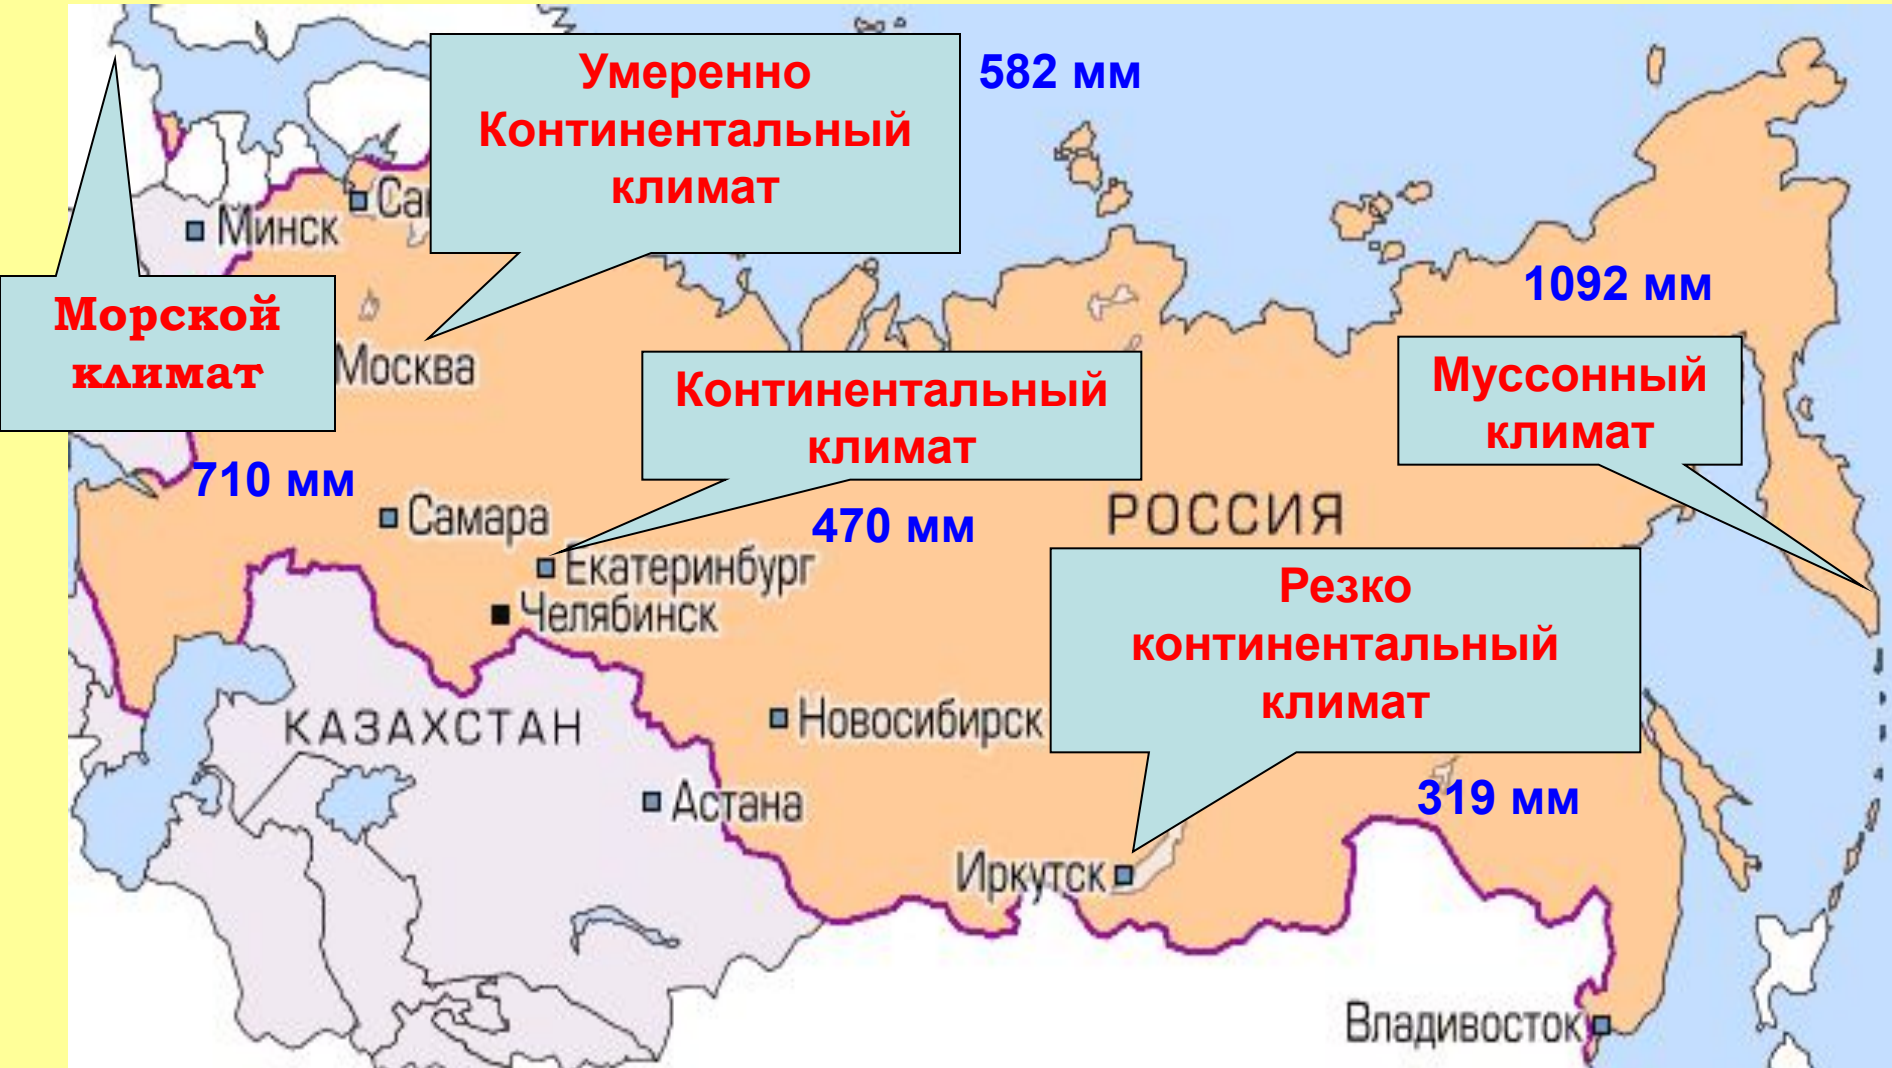 Умеренно
Континентальный
климат
582 мм
Са
Минск
1092 мм
Морской
климат
Москва
Континентальный
климат
Муссонный
климат
710 мм
Самара
470 мм
РОССИЯ
Екатеринбург
Челябинск
Резко
континентальный
климат
КАЗАХСТАН
Новосибирск
Астана
319 мм
Иркутск
Владивосток